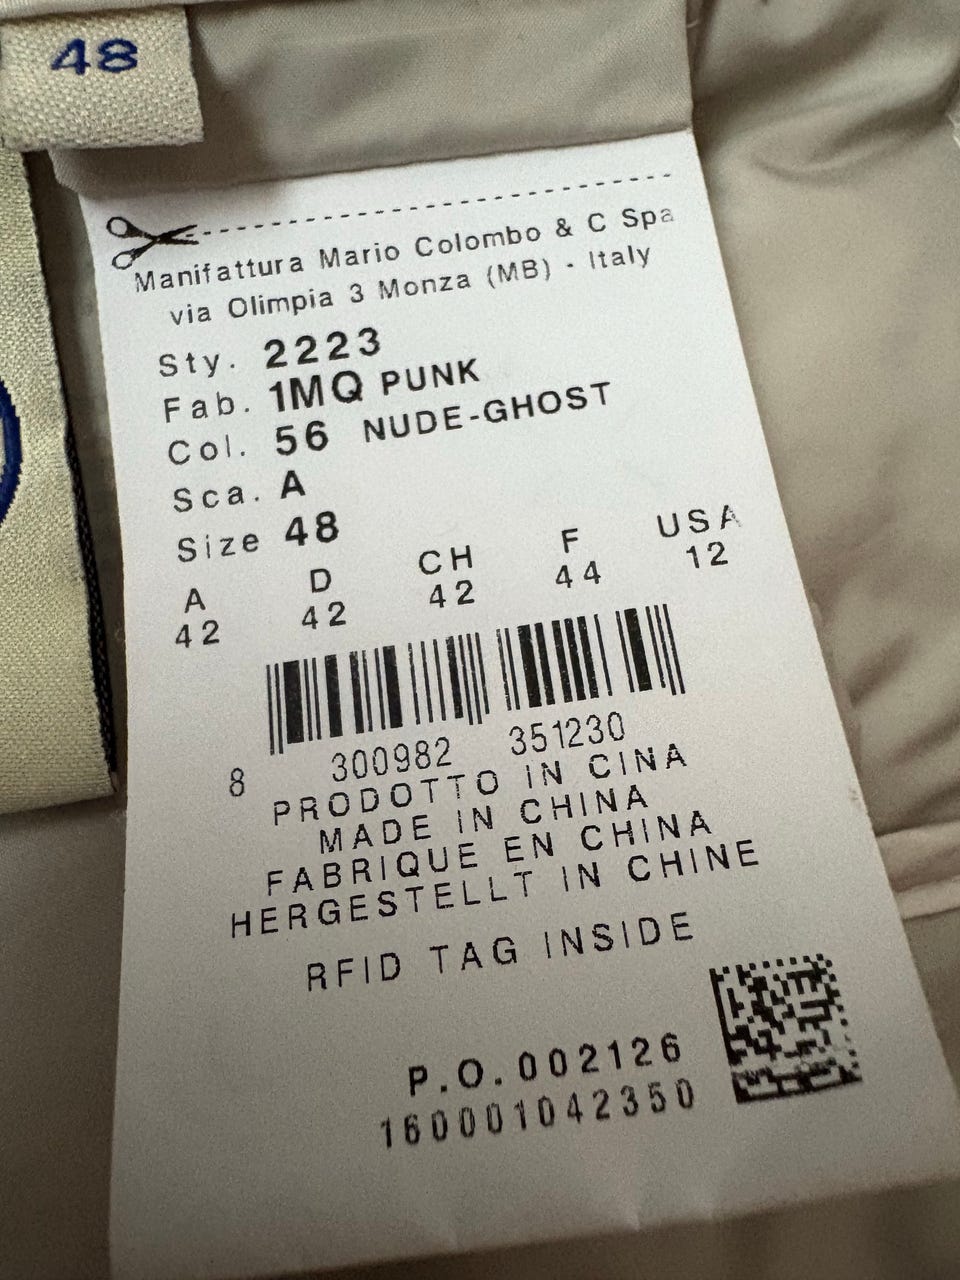 48
Manifattura Mario Colombo & C Spa
via Olimpia 3 Monza (MB) - Italy
Sty. 2223
Fab. 1MQ PUNK
Col. 56 NUDE-GHOST
Sca. A
Size 48
A D CH F USA
42 42 42 44 12
8 300982 351230
PRODOTTO IN CINA
MADE IN CHINA
FABRIQUE EN CHINA
HERGESTELLT IN CHINE
RFID TAG INSIDE
P.O. 002126
160001042350